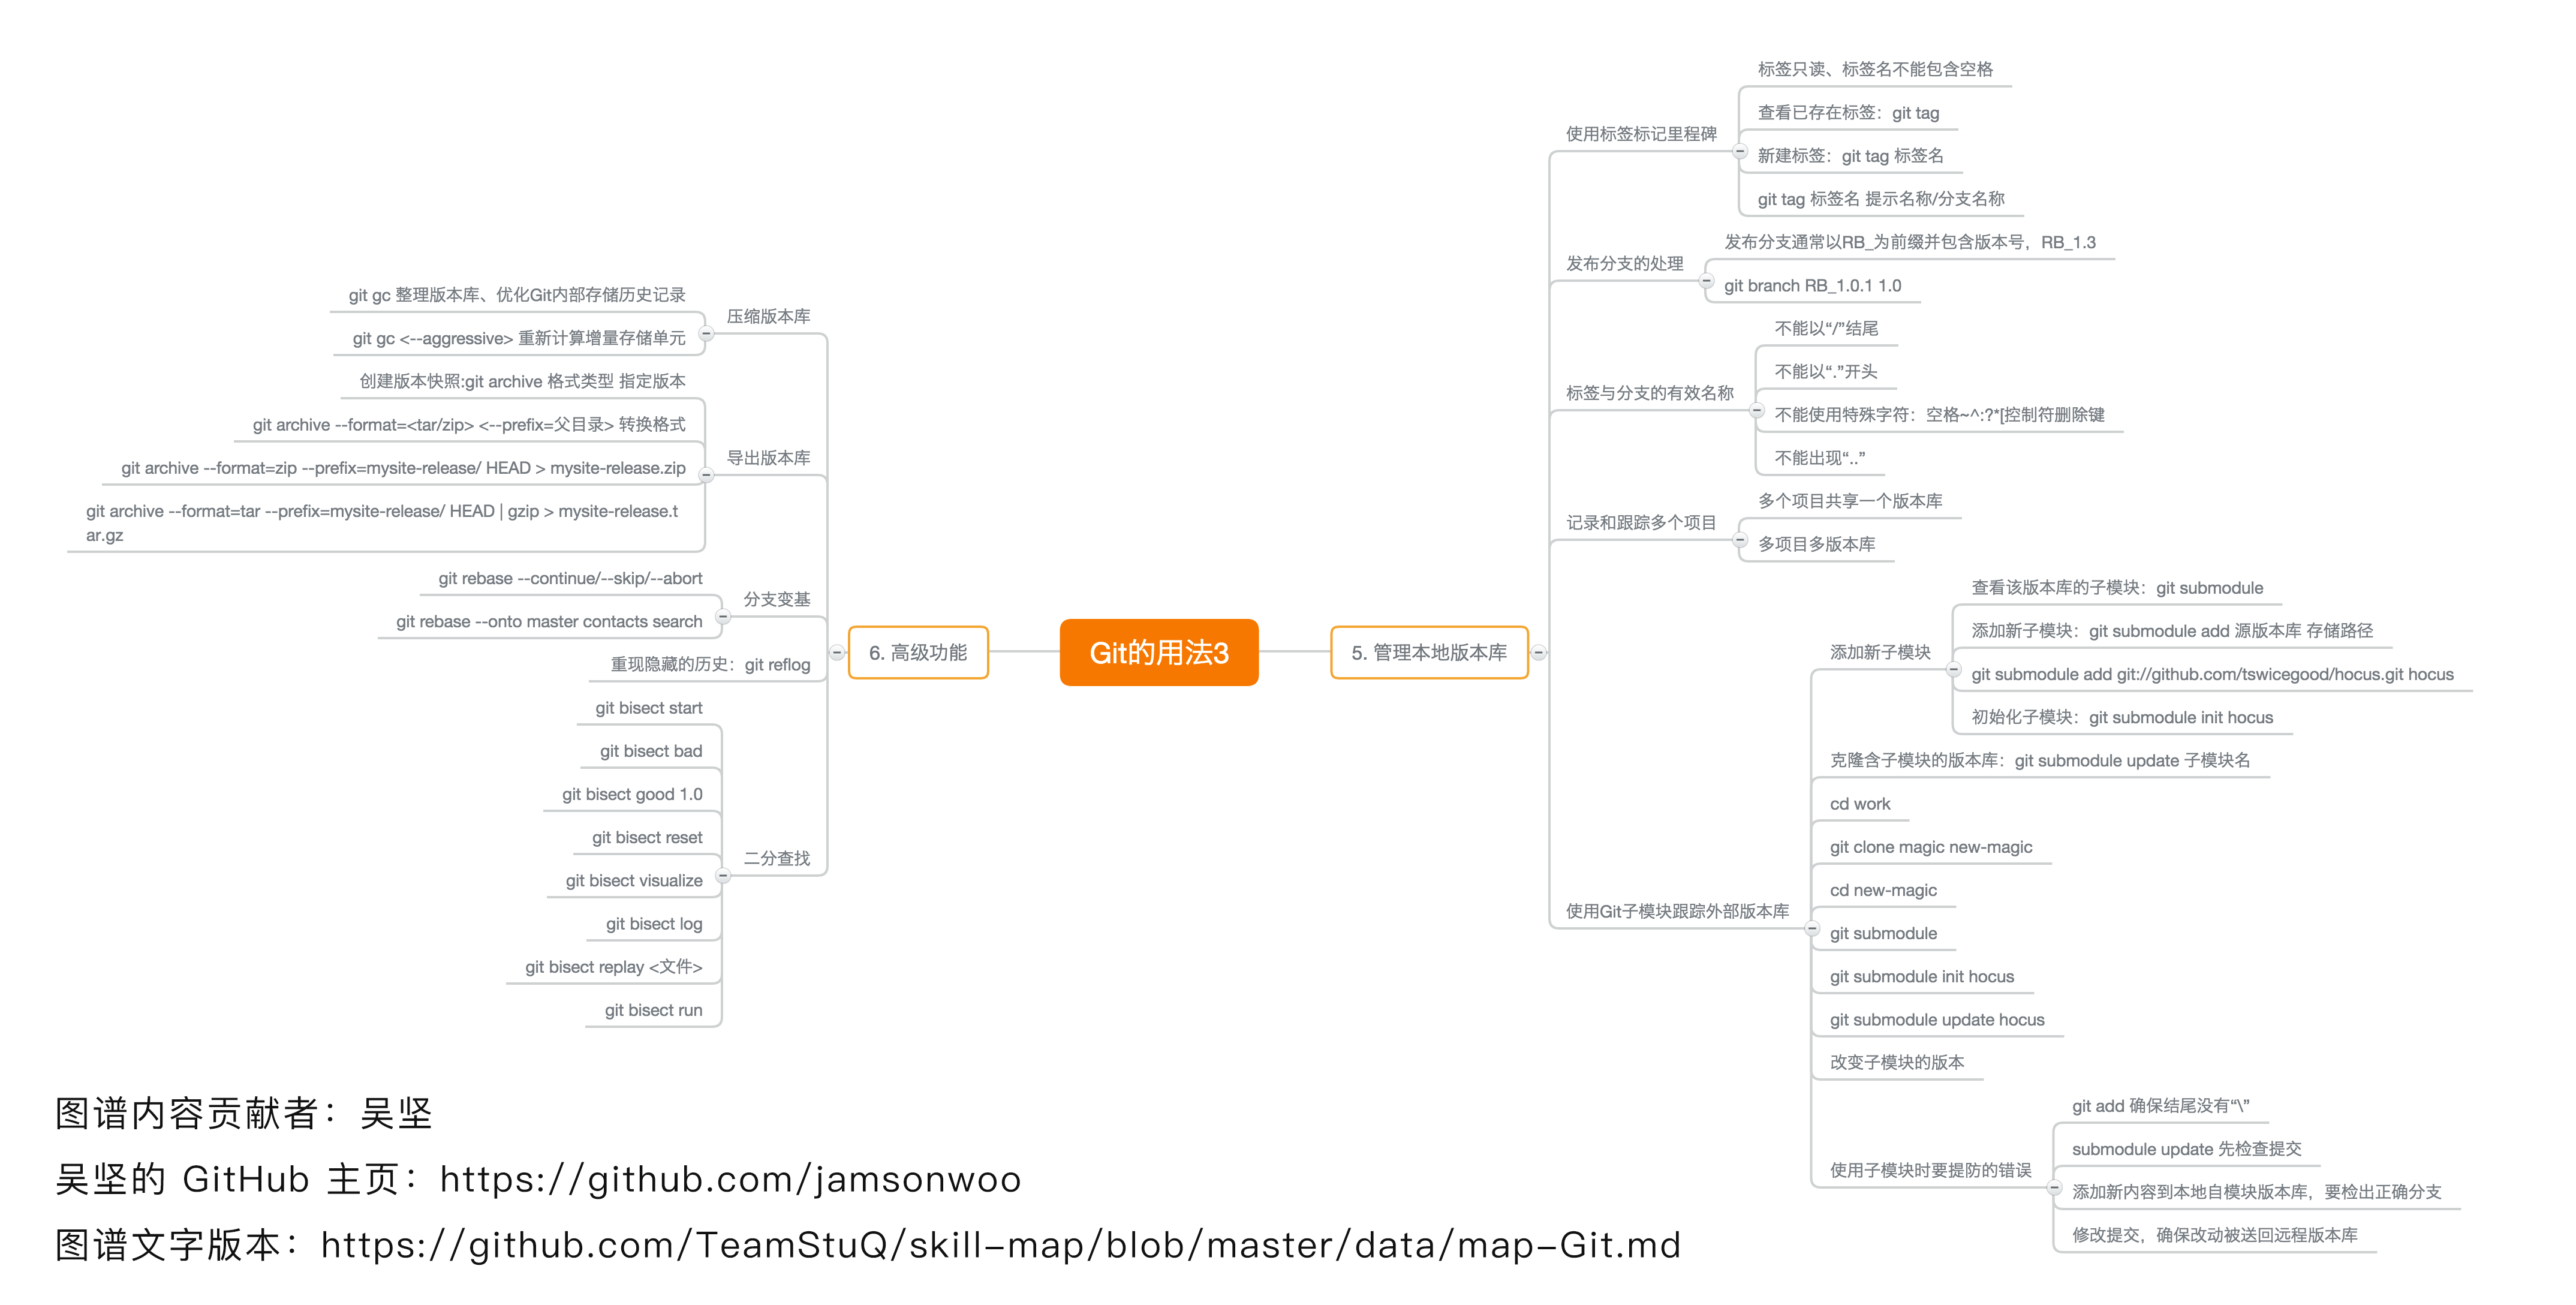 Git的用法3
5. 管理本地版本库
使用标签标记里程碑
标签只读、标签名不能包含空格
查看已存在标签：git tag
新建标签：git tag 标签名
git tag 标签名 提示名称/分支名称
发布分支的处理
发布分支通常以RB_为前缀并包含版本号，RB_1.3
git branch RB_1.0.1 1.0
标签与分支的有效名称
不能以“/”结尾
不能以“.”开头
不能使用特殊字符：空格~^:?*[控制符删除键
不能出现“..”
记录和跟踪多个项目
多个项目共享一个版本库
多项目多版本库
使用Git子模块跟踪外部版本库
添加新子模块
查看该版本库的子模块：git submodule
添加新子模块：git submodule add 源版本库 存储路径
git submodule add git://github.com/tswicegood/hocus.git hocus
初始化子模块：git submodule init hocus
克隆含子模块的版本库：git submodule update 子模块名
cd work
git clone magic new-magic
cd new-magic
git submodule
git submodule init hocus
git submodule update hocus
改变子模块的版本
使用子模块时要提防的错误
git add 确保结尾没有“\”
submodule update 先检查提交
添加新内容到本地自模块版本库，要检出正确分支
修改提交，确保改动被送回远程版本库
6. 高级功能
压缩版本库
git gc 整理版本库、优化Git内部存储历史记录
git gc <--aggressive> 重新计算增量存储单元
导出版本库
创建版本快照:git archive 格式类型 指定版本
git archive --format=<tar/zip> <--prefix=父目录> 转换格式
git archive --format=zip --prefix=mysite-release/ HEAD > mysite-release.zip
git archive --format=tar --prefix=mysite-release/ HEAD | gzip > mysite-release.t
ar.gz
分支变基
git rebase --continue/--skip/--abort
git rebase --onto master contacts search
重现隐藏的历史：git reflog
二分查找
git bisect start
git bisect bad
git bisect good 1.0
git bisect reset
git bisect visualize
git bisect log
git bisect replay <文件>
git bisect run
图谱内容贡献者：吴坚
吴坚的 GitHub 主页：https://github.com/jamsonwoo
图谱文字版本：https://github.com/TeamStuQ/skill-map/blob/master/data/map-Git.md